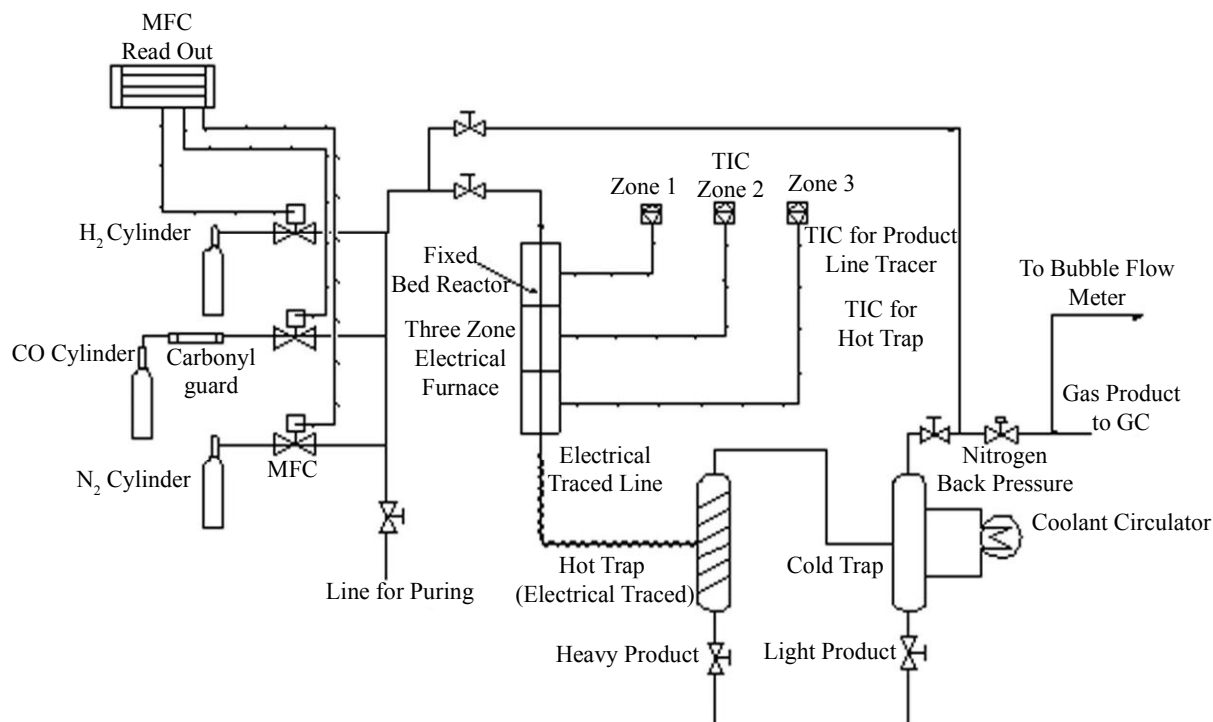 MFC
Read Out
H₂ Cylinder
CO Cylinder
Carbonyl
guard
N₂ Cylinder
MFC
Line for Puring
Fixed
Bed Reactor
Three Zone
Electrical
Furnace
Zone 1
TIC
Zone 2
Zone 3
TIC for Product
Line Tracer
TIC for
Hot Trap
To Bubble Flow
Meter
Gas Product
to GC
Nitrogen
Back Pressure
Electrical
Traced Line
Hot Trap
(Electrical Traced)
Cold Trap
Coolant Circulator
Heavy Product
Light Product